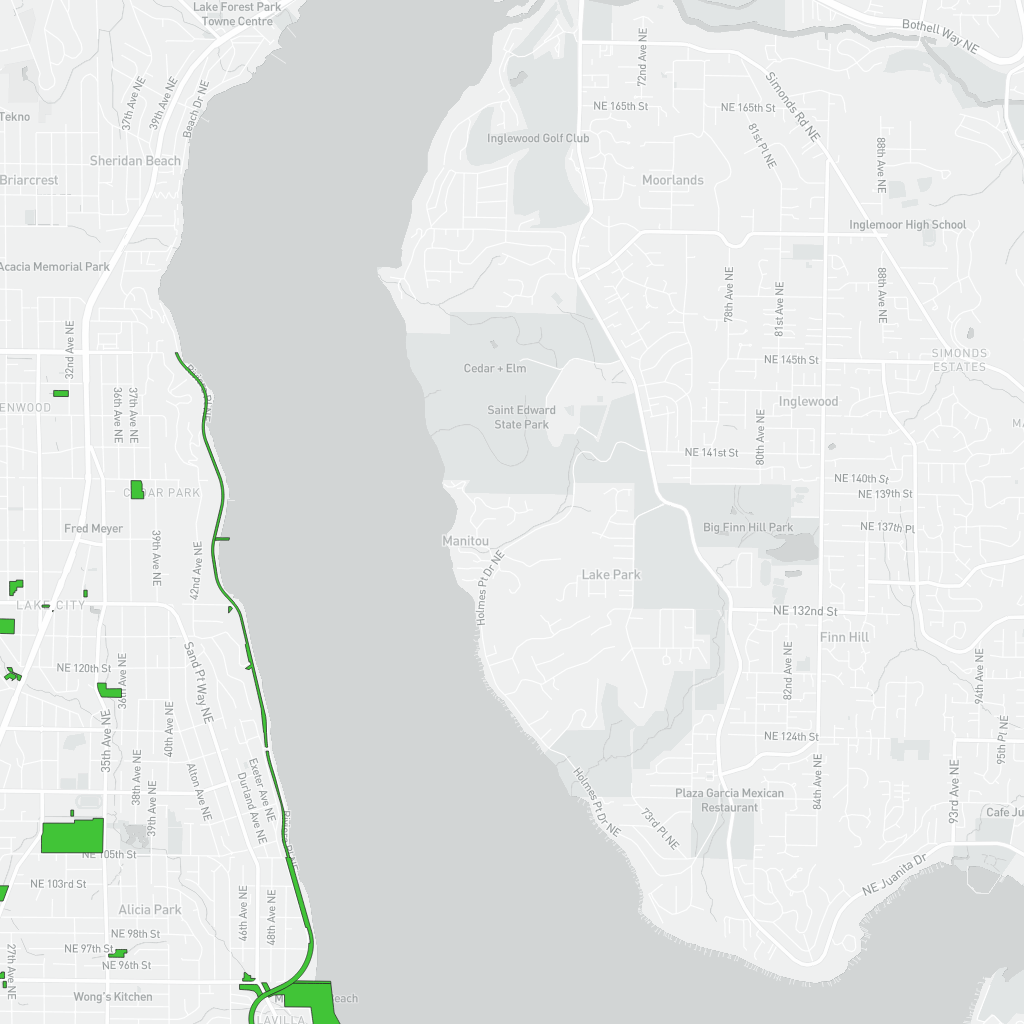 Lake Forest Park
Towne Centre
Bothell Way NE
72nd Ave NE
37th Ave NE
39th Ave NE
Beach Dr NE
Simonds Rd NE
NE 165th St
NE 165th St
Tekno
Inglewood Golf Club
81st Pl NE
88th Ave NE
Sheridan Beach
Briarcrest
Moorlands
Inglemoor High School
Acacia Memorial Park
78th Ave NE
81st Ave NE
88th Ave NE
32nd Ave NE
SIMONDS
ESTATES
NE 145th St
Cedar + Elm
36th Ave NE
37th Ave NE
ENWOOD
Inglewood
Saint Edward
State Park
80th Ave NE
MA
NE 141st St
NE 140th St
NE 139th St
CEDAR PARK
Fred Meyer
Big Finn Hill Park
NE 137th Pl
39th Ave NE
42nd Ave NE
Manitou
Holmes Pt Dr NE
Lake Park
LAKE CITY
NE 132nd St
Finn Hill
Sand Pt Way NE
NE 120th St
36th Ave NE
82nd Ave NE
94th Ave NE
35th Ave NE
40th Ave NE
NE 124th St
95th Pl NE
38th Ave NE
39th Ave NE
Alton Ave NE
Exeter Ave NE
Durland Ave NE
84th Ave NE
93rd Ave NE
Holmes Pt Dr NE
73rd Pl NE
Plaza Garcia Mexican
Restaurant
Cafe Ju
NE 105th St
NE 103rd St
NE Juanita Dr
Alicia Park
46th Ave NE
48th Ave NE
NE 98th St
NE 97th St
NE 96th St
27th Ave NE
Wong's Kitchen
Beach
LAVILLA